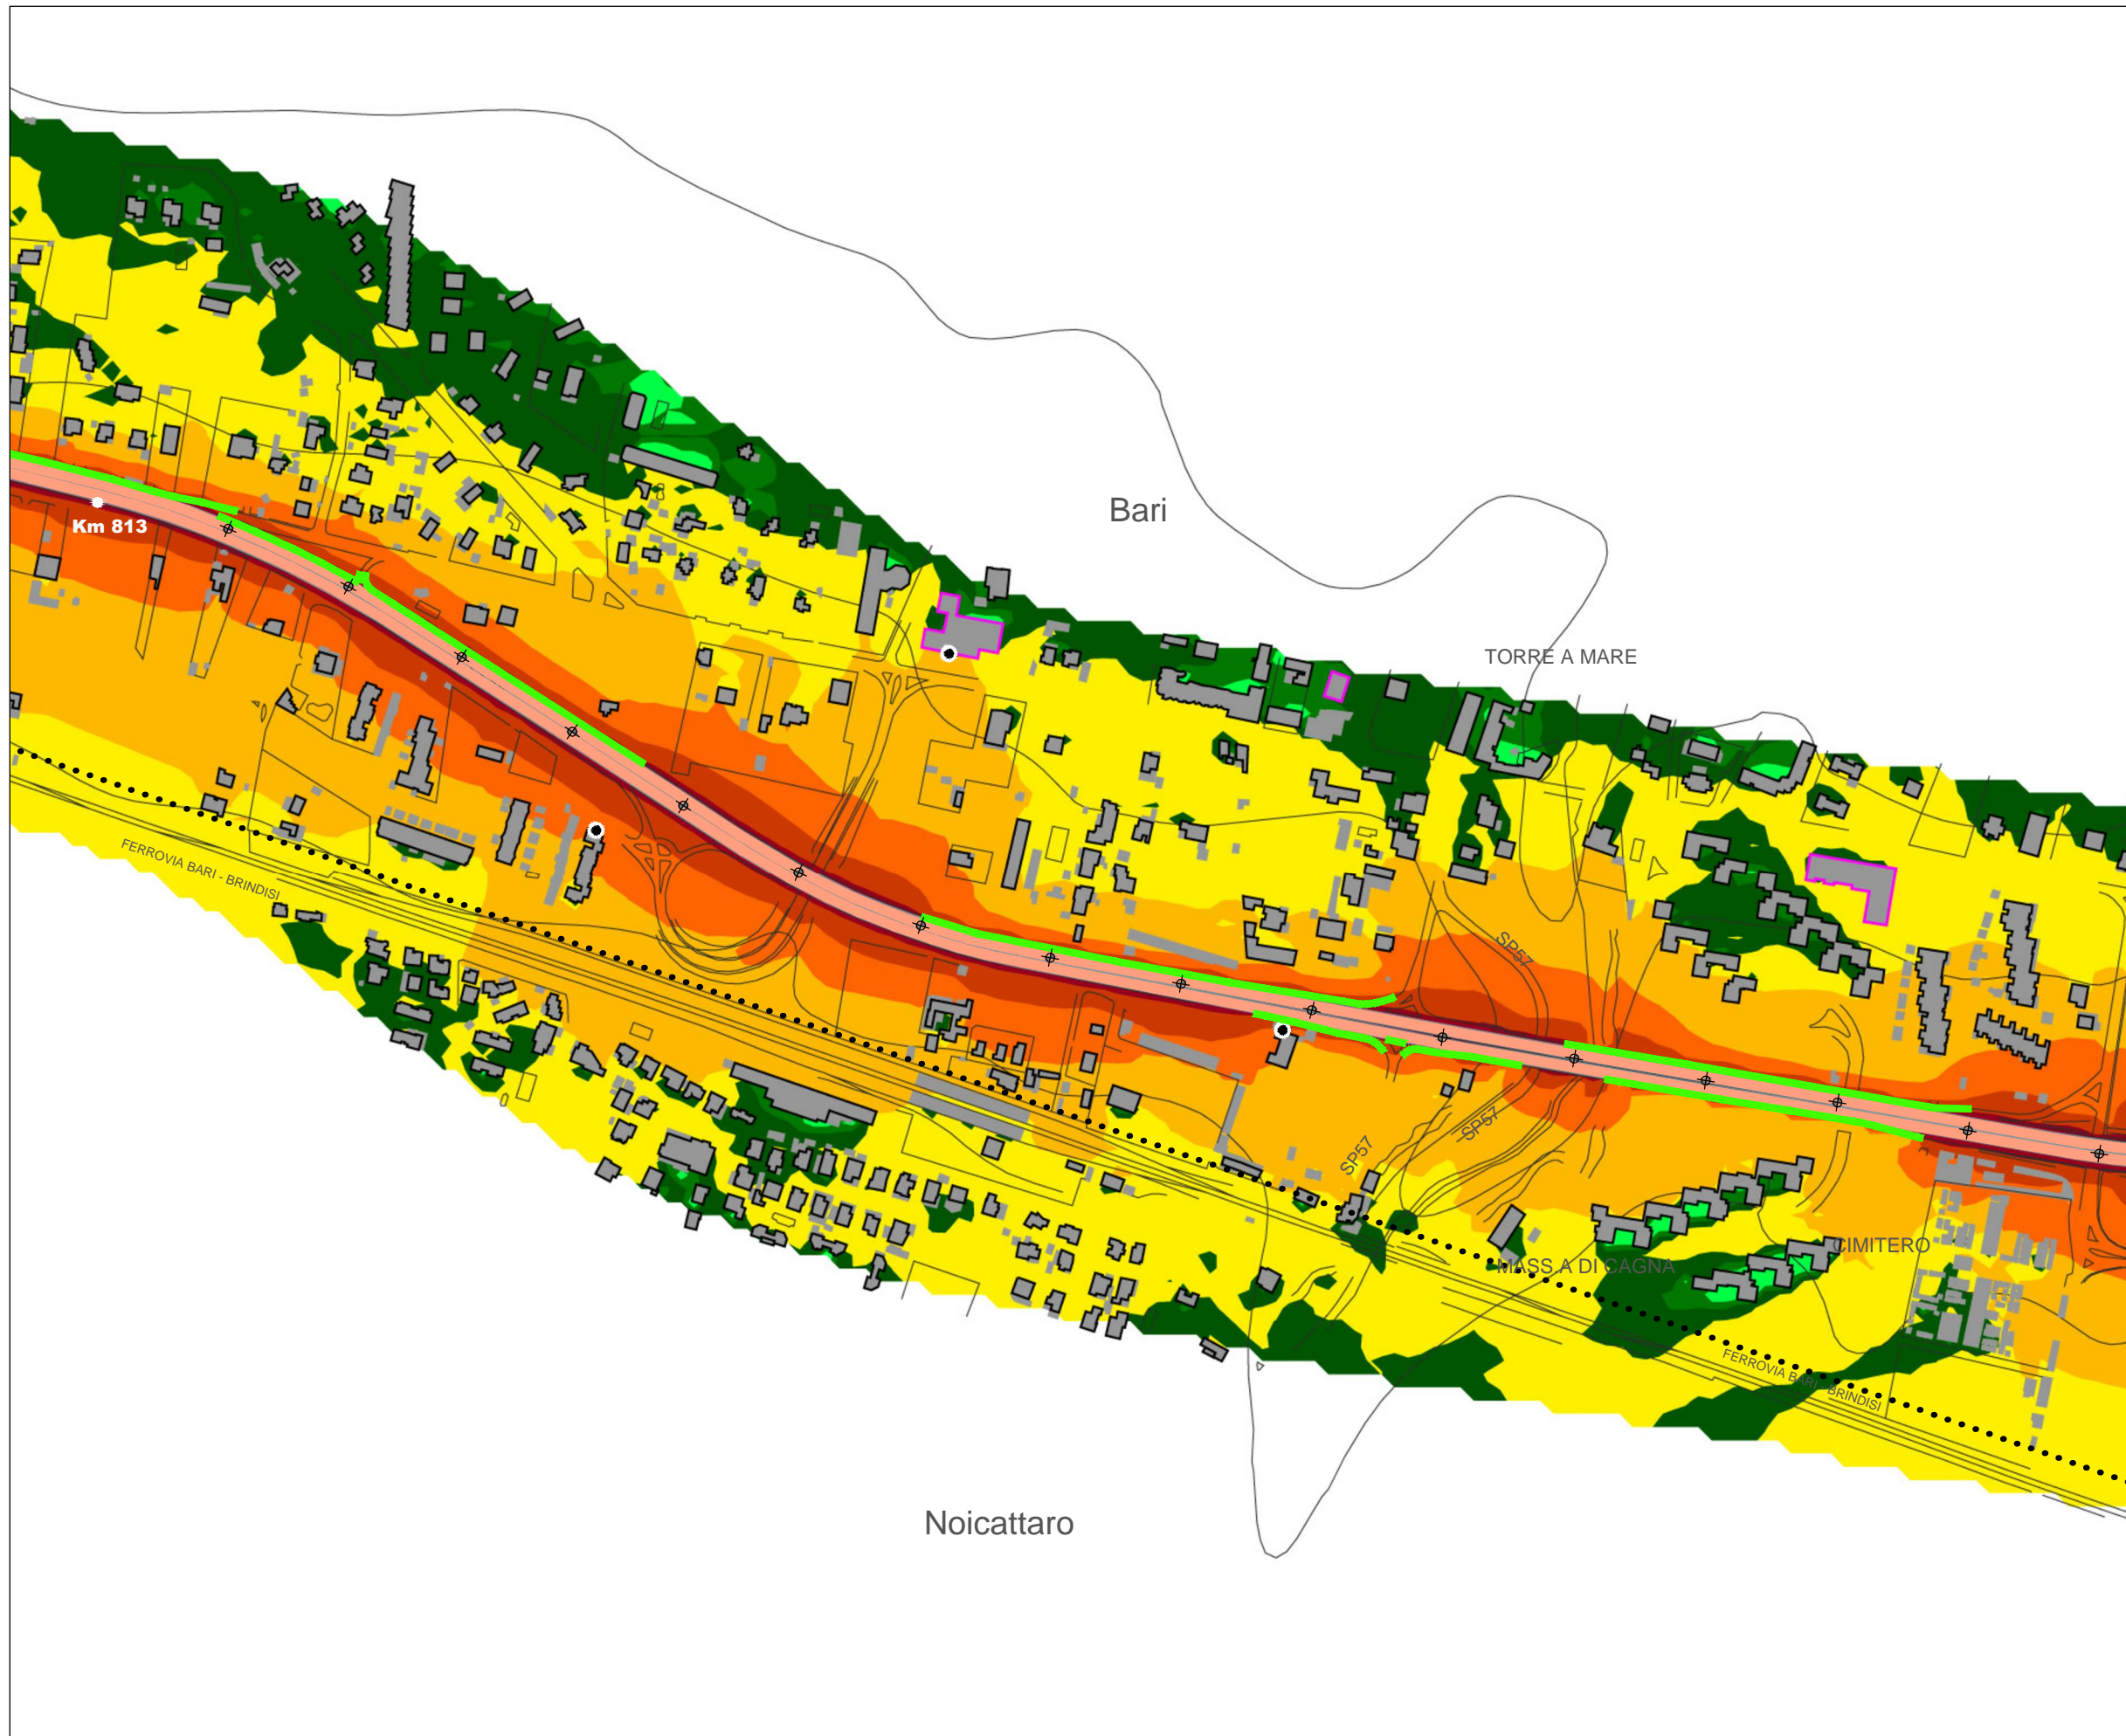 Bari
Km 813
TORRE A MARE
FERROVIA BARI - BRINDISI
SP57
SP57
SP57
CIMITERO
MASS.A DI CAGNA
FERROVIA BARI - BRINDISI
Noicattaro